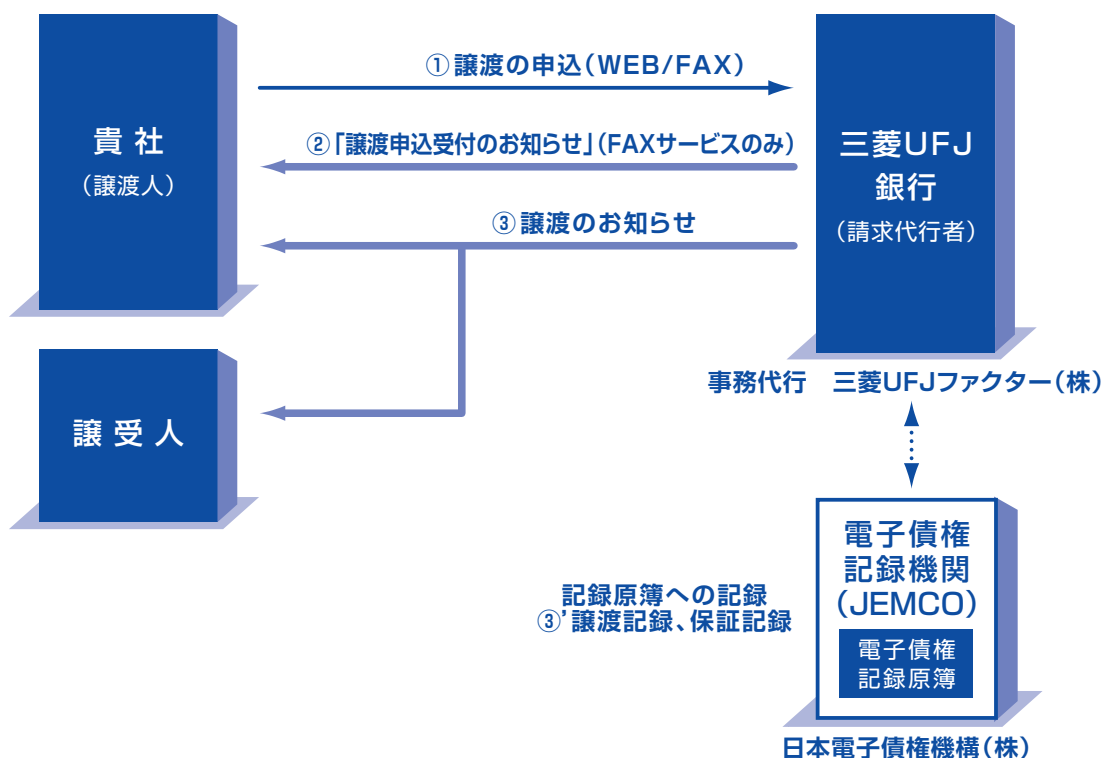 ①譲渡の申込(WEB/FAX)
貴社
(譲渡人)
②「譲渡申込受付のお知らせ」(FAXサービスのみ)
三菱UFJ
銀行
(請求代行者)
③譲渡のお知らせ
事務代行 三菱UFJファクター(株)
譲受人
電子債権
記録機関
(JEMCO)
記録原簿への記録
③'譲渡記録、保証記録
電子債権
記録原簿
日本電子債権機構(株)